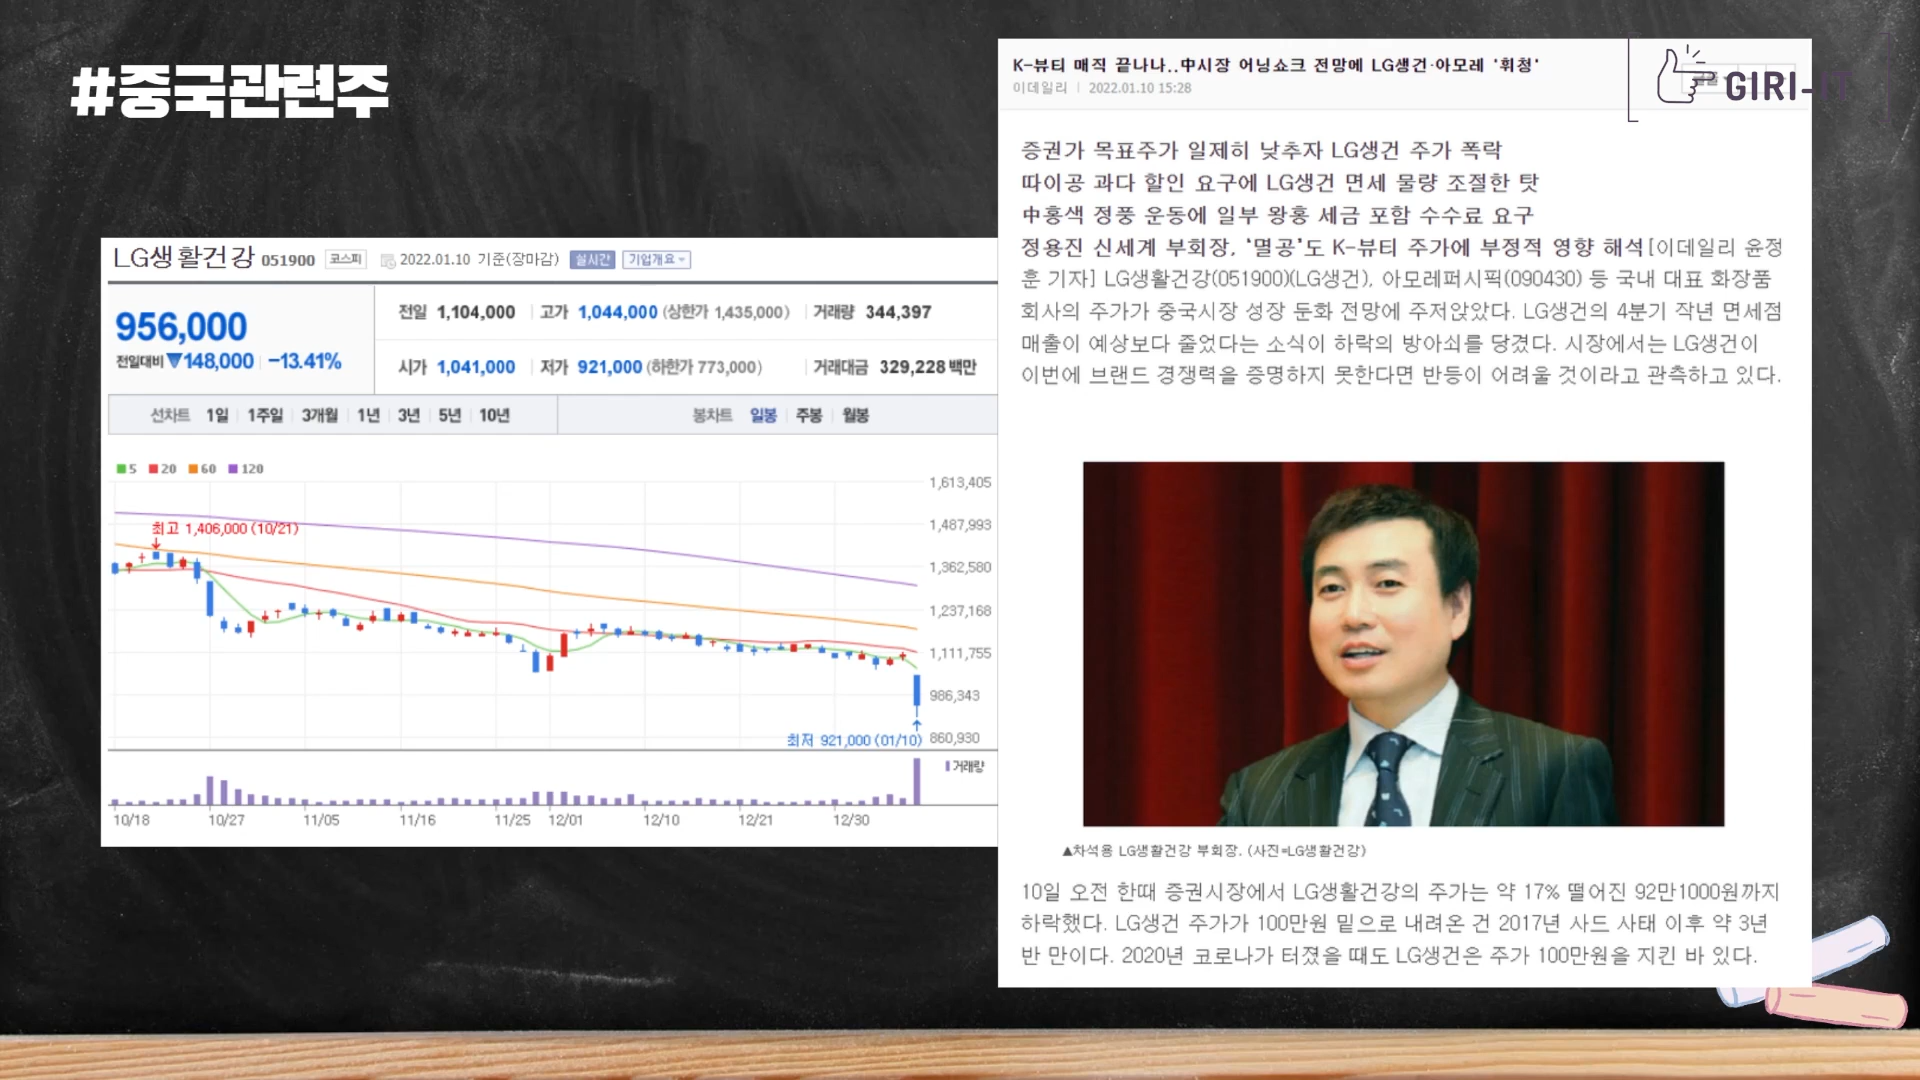 #중국관련주
LG생활건강 051900 코스피 2022.01.10 기준(장마감) 실시간 기업개요
956,000
전일대비 ▼148,000 -13.41%
전일 1,104,000 고가 1,044,000 (상한가 1,435,000) 거래량 344,397
시가 1,041,000 저가 921,000 (하한가 773,000) 거래대금 329,228 백만
선차트 1일 1주일 3개월 1년 3년 5년 10년 봉차트 일봉 주봉 월봉
5 20 60 120
최고 1,406,000 (10/21)
1,613,405
1,487,993
1,362,580
1,237,168
1,111,755
986,343
860,930
최저 921,000 (01/10)
거래량
10/18 10/27 11/05 11/16 11/25 12/01 12/10 12/21 12/30
K-뷰티 매직 끝나나..中시장 어닝쇼크 전망에 LG생건·아모레 '휘청'
이데일리 2022.01.10 15:28
GIRI-IT
증권가 목표주가 일제히 낮추자 LG생건 주가 폭락
따이공 과다 할인 요구에 LG생건 면세 물량 조절한 탓
中홍색 정풍 운동에 일부 왕홍 세금 포함 수수료 요구
정용진 신세계 부회장, '멸공'도 K-뷰티 주가에 부정적 영향 해석[이데일리 윤정
훈 기자] LG생활건강(051900)(LG생건), 아모레퍼시픽(090430) 등 국내 대표 화장품
회사의 주가가 중국시장 성장 둔화 전망에 주저앉았다. LG생건의 4분기 작년 면세점
매출이 예상보다 줄었다는 소식이 하락의 방아쇠를 당겼다. 시장에서는 LG생건이
이번에 브랜드 경쟁력을 증명하지 못한다면 반등이 어려울 것이라고 관측하고 있다.
▲차석용 LG생활건강 부회장. (사진=LG생활건강)
10일 오전 한때 증권시장에서 LG생활건강의 주가는 약 17% 떨어진 92만1000원까지
하락했다. LG생건 주가가 100만원 밑으로 내려온 건 2017년 사드 사태 이후 약 3년
반 만이다. 2020년 코로나가 터졌을 때도 LG생건은 주가 100만원을 지킨 바 있다.